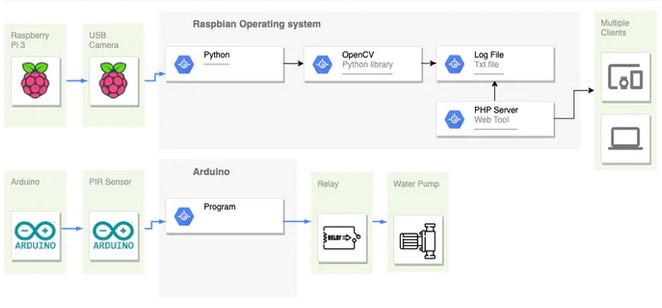 Raspbian Operating system
Raspberry
Pi 3
USB
Camera
Python
OpenCV
Python library
Log File
Txt file
PHP Server
Web Tool
Multiple
Clients
Arduino
ARDUINO
PIR Sensor
ARDUINO
Arduino
Program
Relay
RELAY
Water Pump